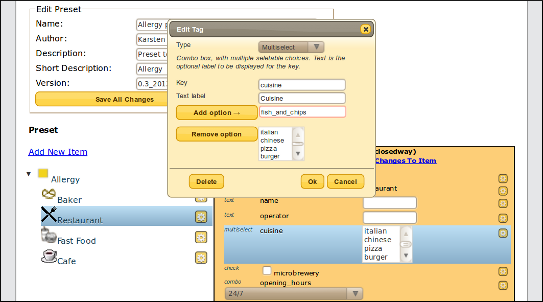 Edit Preset
Name:
Allergy p
Author:
Karsten
Description:
Preset to
Short Description:
Allergy
Version:
0.3_201
Save All Changes
Preset
Add New Item
Allergy
Baker
Restaurant
Fast Food
Cafe
Edit Tag
Type
Multiselect
Combo box, with multiple selectable choices. Text is the
optional label to be displayed for the key.
Key
cuisine
Text label
Cuisine
Add option →
fish_and_chips
Remove option
italian
chinese
pizza
burger
Delete
Ok
Cancel
closedway)
Changes To Item
aurant
text
name
text
operator
multiselect
cuisine
italian
chinese
pizza
burger
check
microbrewery
combo
opening_hours
24/7